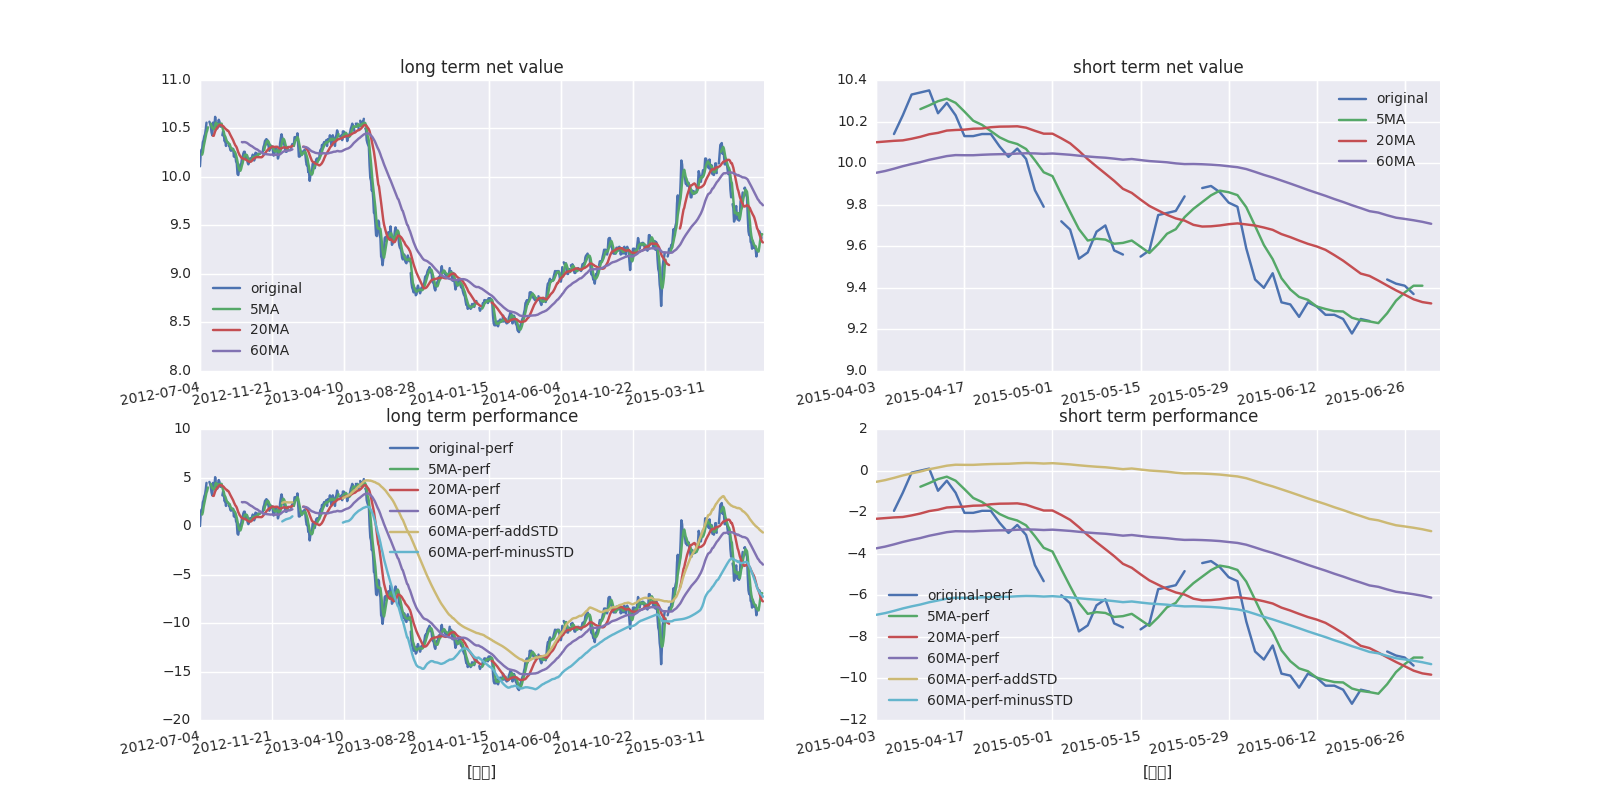 long term net value
11.0
10.5
10.0
9.5
9.0
8.5
8.0
original
5MA
20MA
60MA
2012-07-04 2012-11-21 2013-04-10 2013-08-28 2014-01-15 2014-06-04 2014-10-22 2015-03-11
short term net value
10.4
10.2
10.0
9.8
9.6
9.4
9.2
9.0
original
5MA
20MA
60MA
2015-04-03 2015-04-17 2015-05-01 2015-05-15 2015-05-29 2015-06-12 2015-06-26
long term performance
10
5
0
−5
−10
−15
−20
original-perf
5MA-perf
20MA-perf
60MA-perf
60MA-perf-addSTD
60MA-perf-minusSTD
2012-07-04 2012-11-21 2013-04-10 2013-08-28 2014-01-15 2014-06-04 2014-10-22 2015-03-11
[▯▯]
short term performance
2
0
−2
−4
−6
−8
−10
−12
original-perf
5MA-perf
20MA-perf
60MA-perf
60MA-perf-addSTD
60MA-perf-minusSTD
2015-04-03 2015-04-17 2015-05-01 2015-05-15 2015-05-29 2015-06-12 2015-06-26
[▯▯]